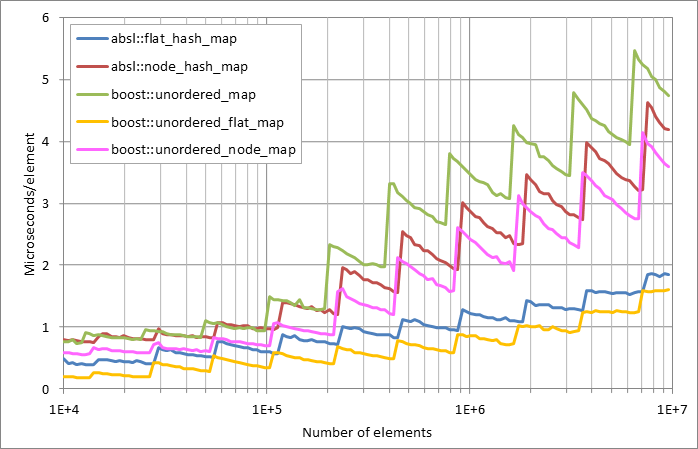 6
absl::flat_hash_map
absl::node_hash_map
boost::unordered_map
boost::unordered_flat_map
boost::unordered_node_map
5
4
3
2
1
0
Microseconds/element
1E+4
1E+5
1E+6
1E+7
Number of elements